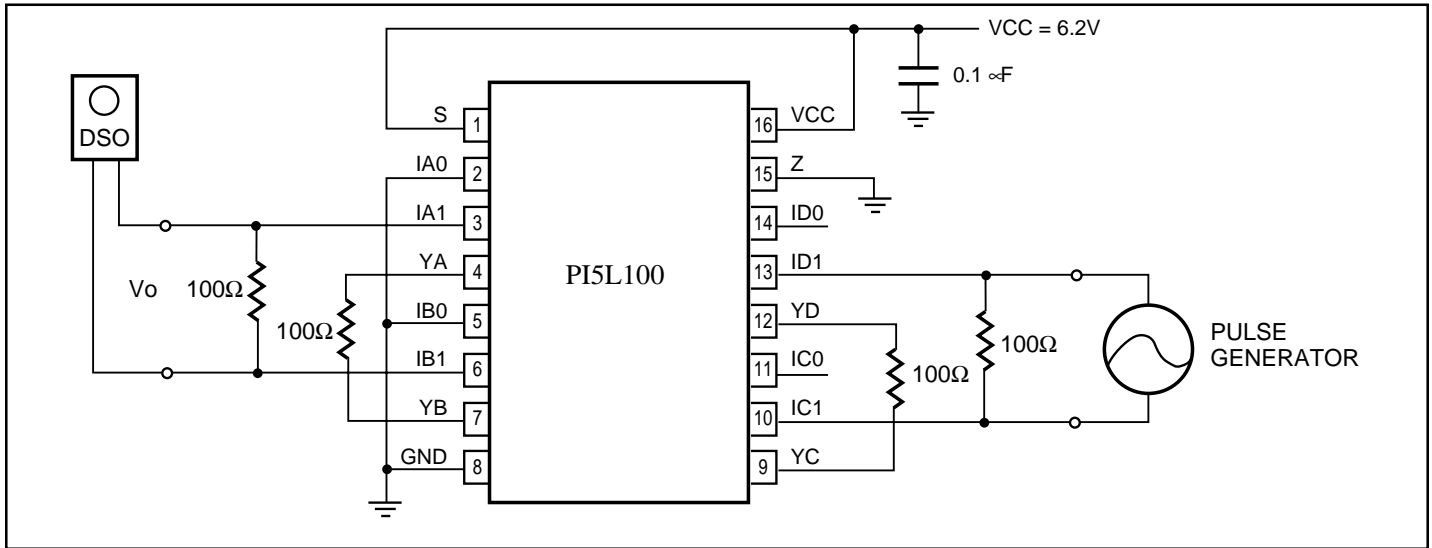 VCC = 6.2V
0.1 ∝F
DSO
S
1
IA0
2
IA1
3
YA
4
IB0
5
IB1
6
YB
7
GND
8
PI5L100
16
VCC
15
Z
14
ID0
13
ID1
12
YD
11
IC0
10
IC1
9
YC
Vo
100Ω
100Ω
100Ω
100Ω
PULSE
GENERATOR